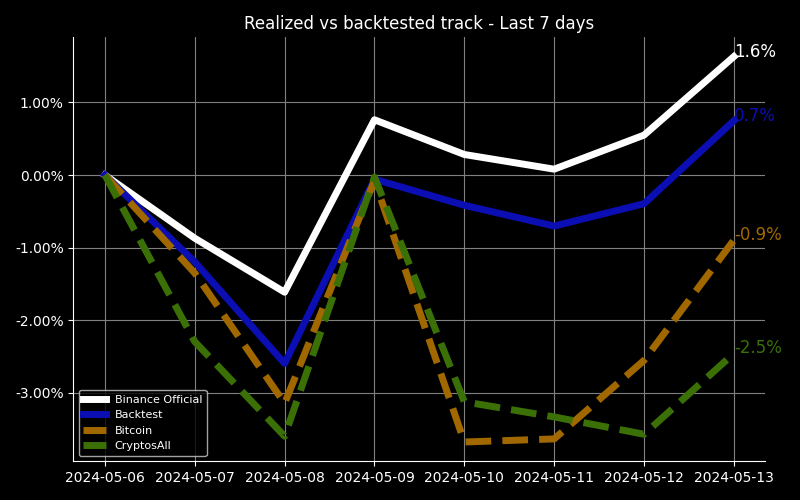 Realized vs backtested track - Last 7 days
1.6%
1.00%
0.7%
0.00%
-0.9%
-1.00%
-2.00%
-2.5%
-3.00%
Binance Official
Backtest
Bitcoin
CryptosAll
2024-05-06 2024-05-07 2024-05-08 2024-05-09 2024-05-10 2024-05-11 2024-05-12 2024-05-13